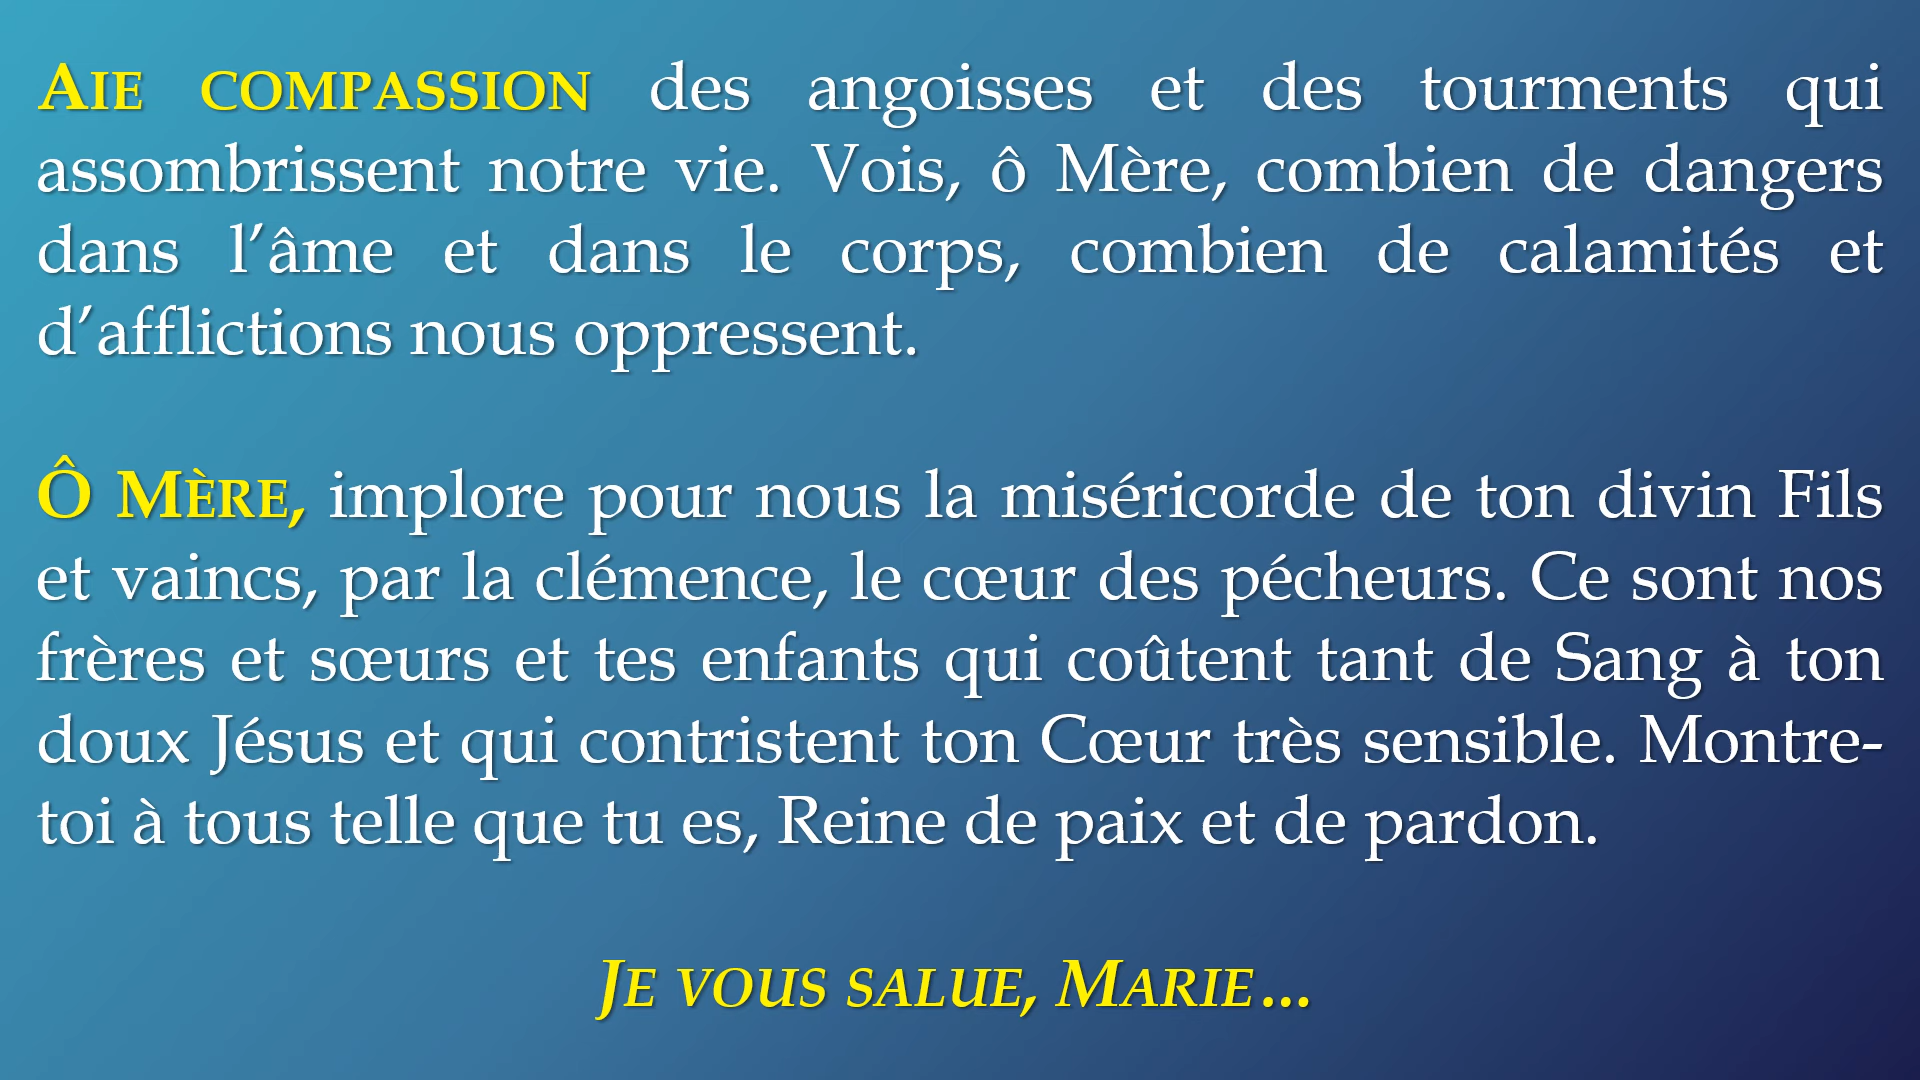 AIE COMPASSION des angoisses et des tourments qui
assombrissent notre vie. Vois, ô Mère, combien de dangers
dans l’âme et dans le corps, combien de calamités et
d’afflictions nous oppressent.
Ô MÈRE, implore pour nous la miséricorde de ton divin Fils
et vaincs, par la clémence, le cœur des pécheurs. Ce sont nos
frères et sœurs et tes enfants qui coûtent tant de Sang à ton
doux Jésus et qui contristent ton Cœur très sensible. Montre-
toi à tous telle que tu es, Reine de paix et de pardon.
JE VOUS SALUE, MARIE…